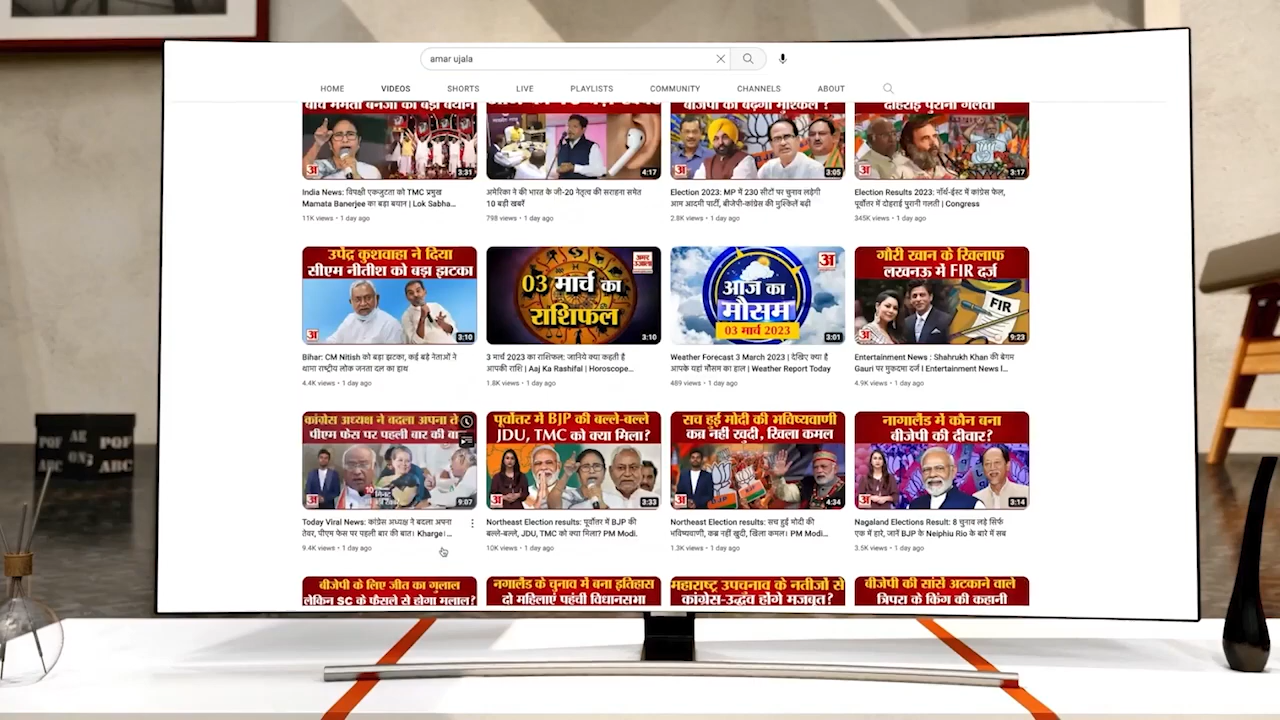 amar ujala
HOME VIDEOS SHORTS LIVE PLAYLISTS COMMUNITY CHANNELS ABOUT
3:31
4:17
3:05
3:17
India News: विपक्षी एकजुटता को TMC प्रमुख
Mamata Banerjee का बड़ा बयान | Lok Sabha...
11K views • 1 day ago
अमेरिका ने की भारत के जी-20 नेतृत्व की सराहना समेत
10 बड़ी खबरें
798 views • 1 day ago
Election 2023: MP में 230 सीटों पर चुनाव लड़ेगी
आम आदमी पार्टी, बीजेपी-कांग्रेस की मुश्किलें बढ़ीं
2.8K views • 1 day ago
Election Results 2023: नॉर्थ-ईस्ट में कांग्रेस फेल,
पूर्वोत्तर में दोहराई पुरानी गलती | Congress
345K views • 1 day ago
उपेंद्र कुशवाहा ने दिया
सीएम नीतीश को बड़ा झटका
अ
3:10
अमर उजाला
03 मार्च का
राशिफल
3:10
अ
आज का
मौसम
03 मार्च 2023
3:01
गौरी खान के खिलाफ
लखनऊ में FIR दर्ज
FIR
अ
9:23
Bihar: CM Nitish को बड़ा झटका, कई बड़े नेताओं ने
थामा राष्ट्रीय लोक जनता दल का हाथ
4.4K views • 1 day ago
3 मार्च 2023 का राशिफल: जानिये क्या कहती है
आपकी राशि | Aaj Ka Rashifal | Horoscope...
1.8K views • 1 day ago
Weather Forecast 3 March 2023 | देखिए क्या है
आपके यहां मौसम का हाल | Weather Report Today
489 views • 1 day ago
Entertainment News : Shahrukh Khan की बेगम
Gauri पर मुकदमा दर्ज l Entertainment News l...
4.9K views • 1 day ago
कांग्रेस अध्यक्ष ने बदला अपना
पीएम फेस पर पहली बार की
10 मिनट
अ
9:07
पूर्वोत्तर में BJP की बल्ले-बल्ले
JDU, TMC को क्या मिला?
अ
3:33
सच हुई मोदी की भविष्यवाणी
कब्र नहीं खुदी, खिला कमल
अ
4:34
नागालैंड में कौन बना
बीजेपी की दीवार?
अ
3:14
Today Viral News: कांग्रेस अध्यक्ष ने बदला अपना
तेवर, पीएम फेस पर पहली बार की बात। Kharge।...
9.4K views • 1 day ago
Northeast Election results: पूर्वोत्तर में BJP की
बल्ले-बल्ले, JDU, TMC को क्या मिला? PM Modi.
10K views • 1 day ago
Northeast Election results: सच हुई मोदी की
भविष्यवाणी, कब्र नहीं खुदी, खिला कमल। PM Modi...
1.3K views • 1 day ago
Nagaland Elections Result: 8 चुनाव लड़े सिर्फ
एक में हारे, जानें BJP के Neiphiu Rio के बारे में सब
3.5K views • 1 day ago
बीजेपी के लिए जीत का गुलाल
लेकिन SC के फैसले से होगा मलाल?
नगालैंड के चुनाव में बना इतिहास
दो महिलाएं पहुंची विधानसभा
महाराष्ट्र उपचुनाव के नतीजों से
कांग्रेस-उद्धव होंगे मजबूत?
बीजेपी की सांसें अटकाने वाले
त्रिपुरा के किंग की कहानी